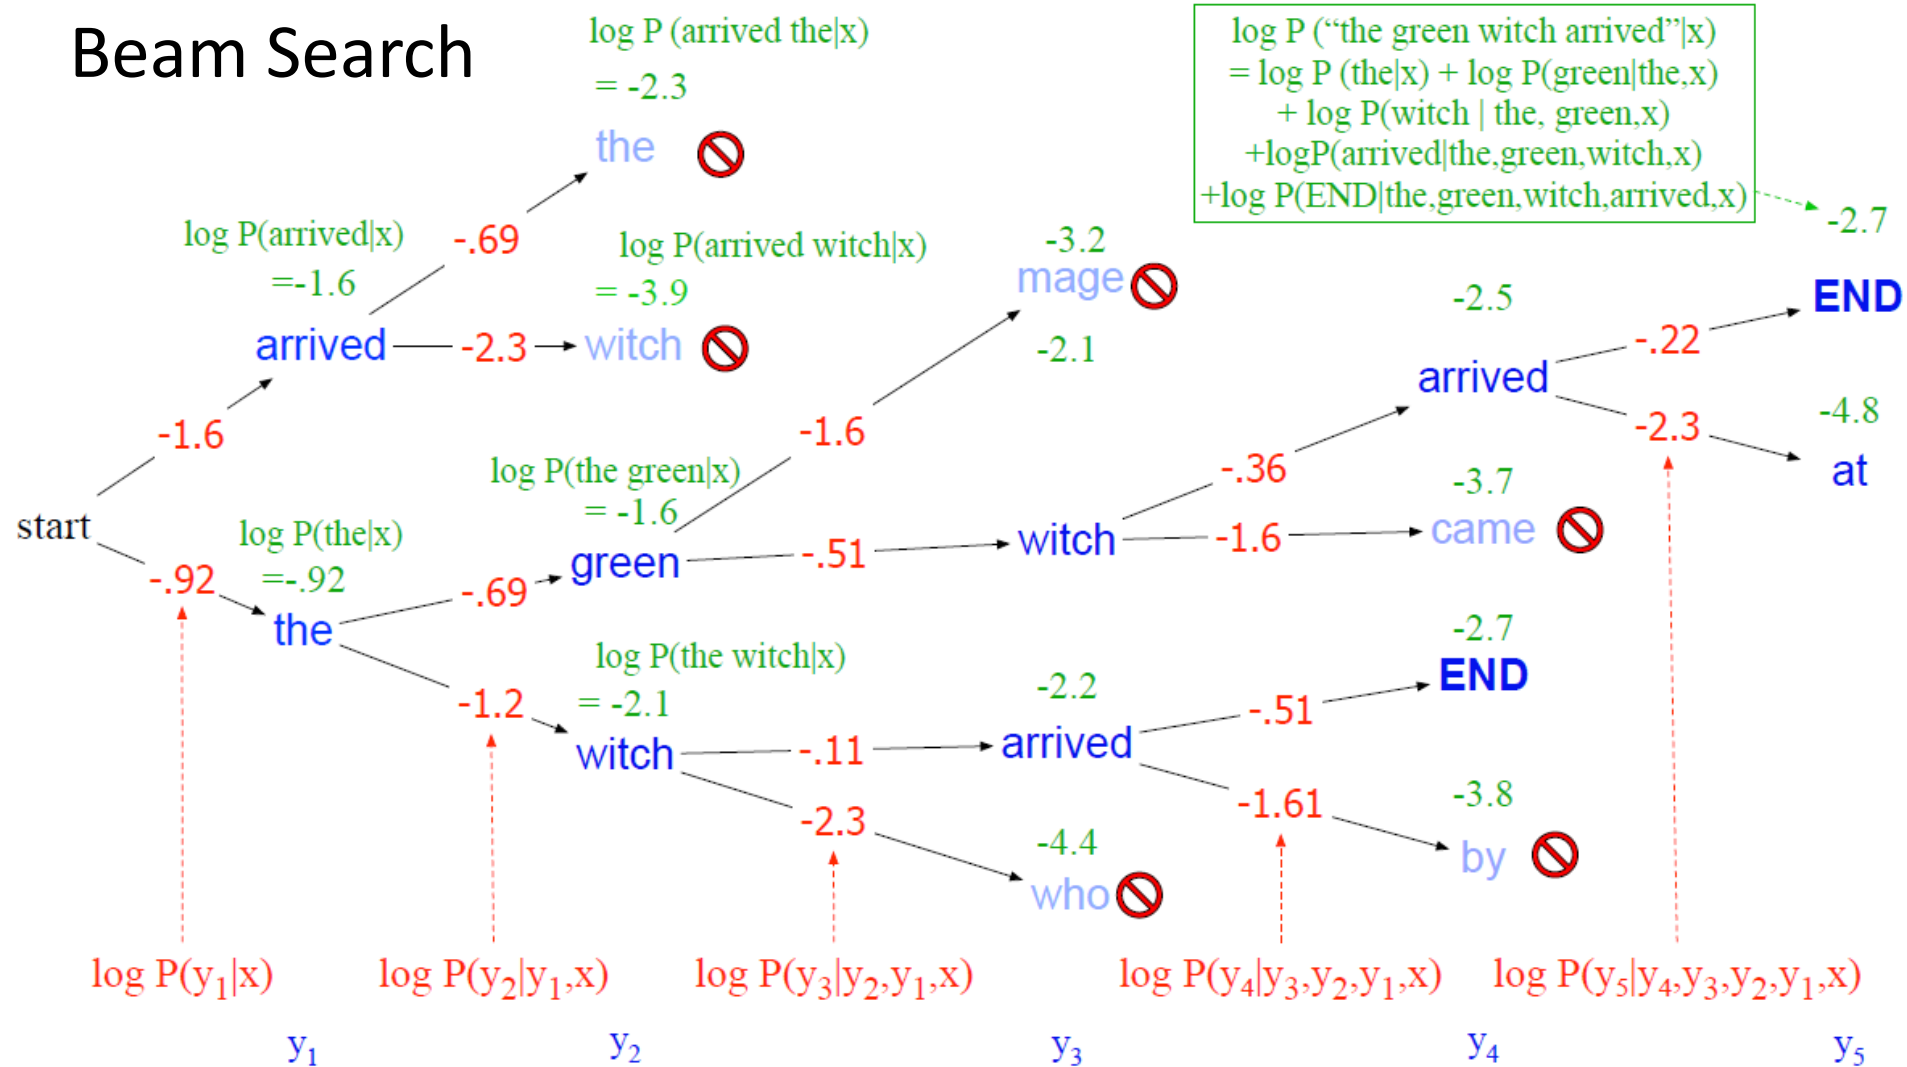 Beam Search
log P (arrived the|x)
= -2.3
the
log P (“the green witch arrived”|x)
= log P (the|x) + log P(green|the,x)
+ log P(witch | the, green,x)
+logP(arrived|the,green,witch,x)
+log P(END|the,green,witch,arrived,x)
-2.7
END
log P(arrived|x)
=-1.6
arrived
-.69
log P(arrived witch|x)
= -3.9
-2.3
witch
-3.2
mage
-2.1
-1.6
-2.5
arrived
-.22
-4.8
-2.3
at
-1.6
start
log P(the green|x)
= -1.6
green
-.51
witch
-.36
-3.7
-1.6
came
log P(the|x)
=-.92
-.92
the
-.69
-1.2
log P(the witch|x)
= -2.1
witch
-.11
-2.2
arrived
-.51
-2.7
END
-2.3
-4.4
who
-1.61
-3.8
by
log P(y₁|x)
log P(y₂|y₁,x)
log P(y₃|y₂,y₁,x)
log P(y₄|y₃,y₂,y₁,x)
log P(y₅|y₄,y₃,y₂,y₁,x)
y₁
y₂
y₃
y₄
y₅